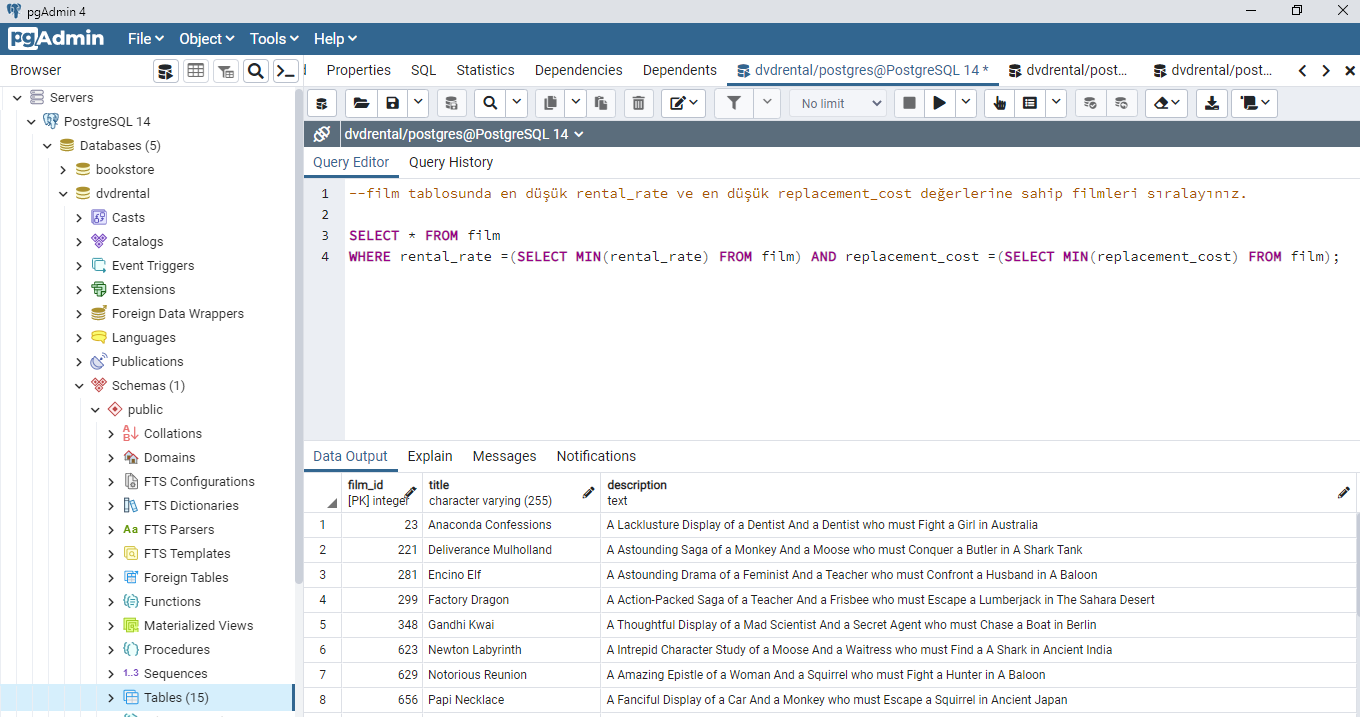 pgAdmin 4
pgAdmin File Object Tools Help
Browser
Properties SQL Statistics Dependencies Dependents dvdrental/postgres@PostgreSQL 14 * dvdrental/post... dvdrental/post...
Servers
PostgreSQL 14
Databases (5)
bookstore
dvdrental
Casts
Catalogs
Event Triggers
Extensions
Foreign Data Wrappers
Languages
Publications
Schemas (1)
public
Collations
Domains
FTS Configurations
FTS Dictionaries
Aa FTS Parsers
FTS Templates
Foreign Tables
Functions
Materialized Views
Procedures
1..3 Sequences
Tables (15)
No limit
dvdrental/postgres@PostgreSQL 14
Query Editor Query History
1 --film tablosunda en düşük rental_rate ve en düşük replacement_cost değerlerine sahip filmleri sıralayınız.
2
3 SELECT * FROM film
4 WHERE rental_rate =(SELECT MIN(rental_rate) FROM film) AND replacement_cost =(SELECT MIN(replacement_cost) FROM film);
Data Output Explain Messages Notifications
film_id title description
[PK] integer character varying (255) text
1 23 Anaconda Confessions A Lacklusture Display of a Dentist And a Dentist who must Fight a Girl in Australia
2 221 Deliverance Mulholland A Astounding Saga of a Monkey And a Moose who must Conquer a Butler in A Shark Tank
3 281 Encino Elf A Astounding Drama of a Feminist And a Teacher who must Confront a Husband in A Baloon
4 299 Factory Dragon A Action-Packed Saga of a Teacher And a Frisbee who must Escape a Lumberjack in The Sahara Desert
5 348 Gandhi Kwai A Thoughtful Display of a Mad Scientist And a Secret Agent who must Chase a Boat in Berlin
6 623 Newton Labyrinth A Intrepid Character Study of a Moose And a Waitress who must Find a A Shark in Ancient India
7 629 Notorious Reunion A Amazing Epistle of a Woman And a Squirrel who must Fight a Hunter in A Baloon
8 656 Papi Necklace A Fanciful Display of a Car And a Monkey who must Escape a Squirrel in Ancient Japan